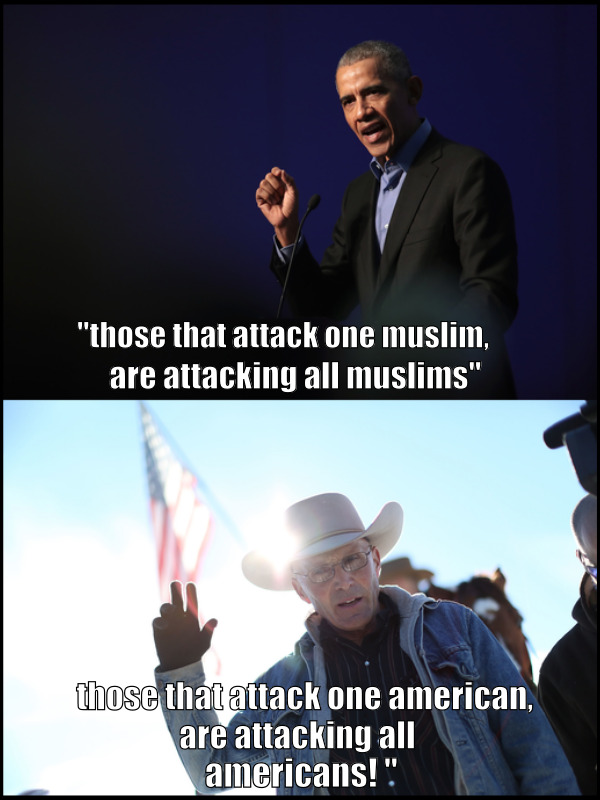 "those that attack one muslim,
are attacking all muslims"
those that attack one american,
are attacking all
americans! "